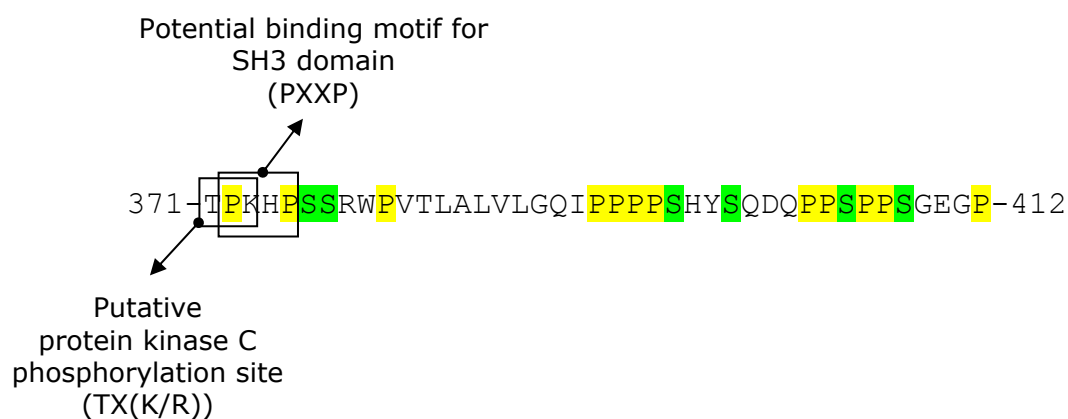 Potential binding motif for
SH3 domain
(PXXP)
371-TPKHPSSRWPVTLALVLGQIPPPPSHYSQDQPPSPPSGEGP-412
Putative
protein kinase C
phosphorylation site
(TX(K/R))